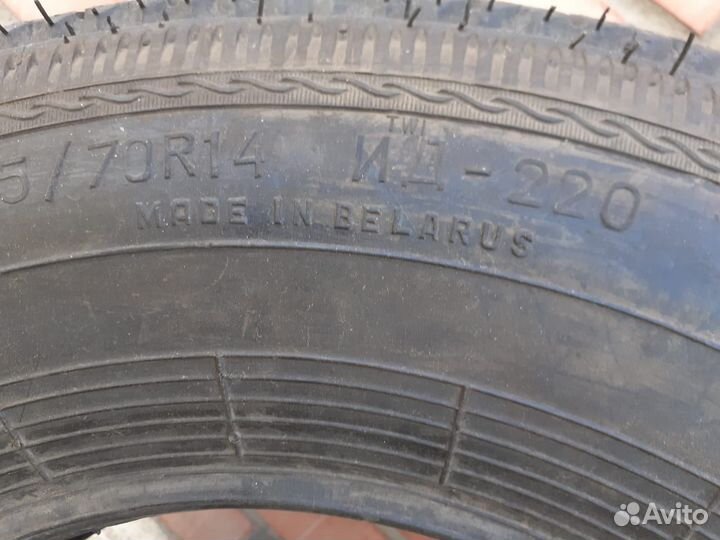 5/70R14 ИД-220
TWI
MADE IN BELARUS
Avito